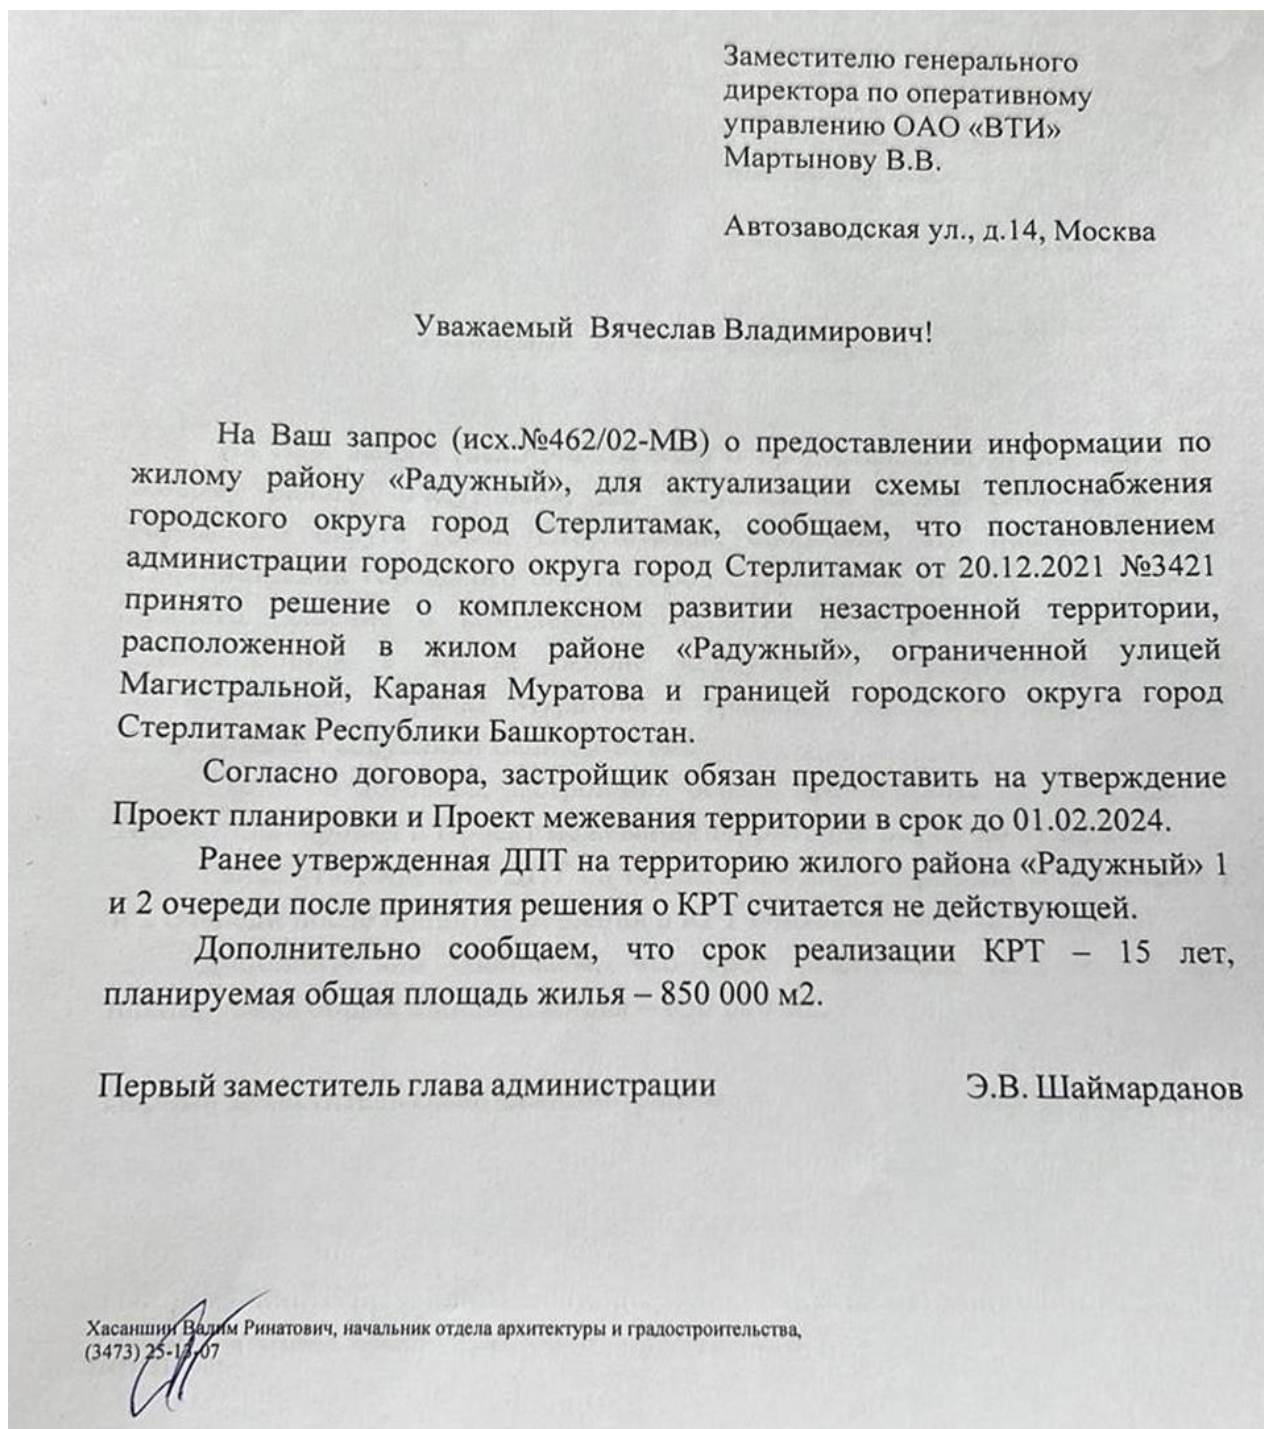 Заместителю генерального
директора по оперативному
управлению ОАО «ВТИ»
Мартынову В.В.
Автозаводская ул., д.14, Москва
Уважаемый Вячеслав Владимирович!
На Ваш запрос (исх.№462/02-МВ) о предоставлении информации по
жилому району «Радужный», для актуализации схемы теплоснабжения
городского округа город Стерлитамак, сообщаем, что постановлением
администрации городского округа город Стерлитамак от 20.12.2021 №3421
принято решение о комплексном развитии незастроенной территории,
расположенной в жилом районе «Радужный», ограниченной улицей
Магистральной, Караная Муратова и границей городского округа город
Стерлитамак Республики Башкортостан.
Согласно договора, застройщик обязан предоставить на утверждение
Проект планировки и Проект межевания территории в срок до 01.02.2024.
Ранее утвержденная ДПТ на территорию жилого района «Радужный» 1
и 2 очереди после принятия решения о КРТ считается не действующей.
Дополнительно сообщаем, что срок реализации КРТ – 15 лет,
планируемая общая площадь жилья – 850 000 м2.
Первый заместитель глава администрации Э.В. Шаймарданов
Хасаншин Вадим Ринатович, начальник отдела архитектуры и градостроительства,
(3473) 25-13-07